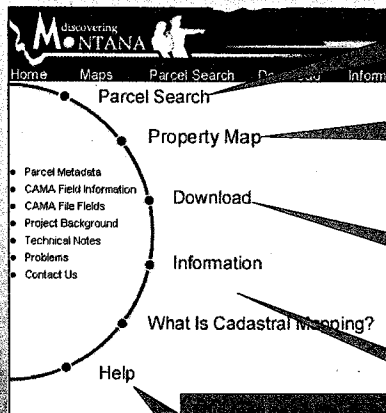 discovering
MONTANA
Home Maps Parcel Search Inform
Parcel Search
Property Map
Parcel Metadata
CAMA Field Information
CAMA File Fields
Project Background
Technical Notes
Problems
Contact Us
Download
Information
What Is Cadastral Mapping?
Help